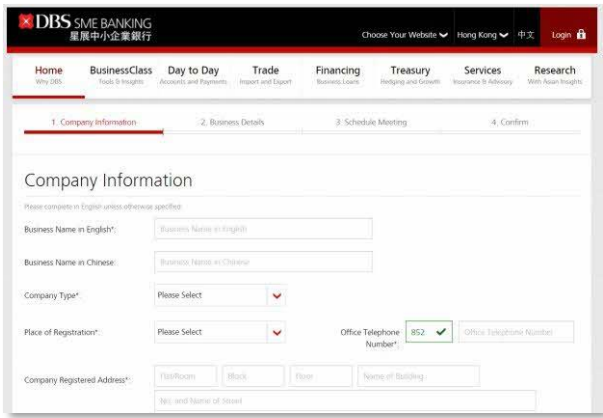 DBS SME BANKING
星展中小企業銀行
Choose Your Website Hong Kong 中文 Login
Home BusinessClass Day to Day Trade Financing Treasury Services Research
Why DBS Tools & Insights Accounts and Payments Import and Export Business Loans Hedging and Growth Insurance & Advisory With Asian Insights
1. Company Information 2. Business Details 3. Schedule Meeting 4. Confirm
Company Information
Please complete in English unless otherwise specified
Business Name in English*: Business Name in English
Business Name in Chinese: Business Name in Chinese
Company Type*: Please Select
Place of Registration*: Please Select Office Telephone Number*: 852 Office Telephone Number
Company Registered Address*: Flat/Room Block Floor Name of Building
No. and Name of Street